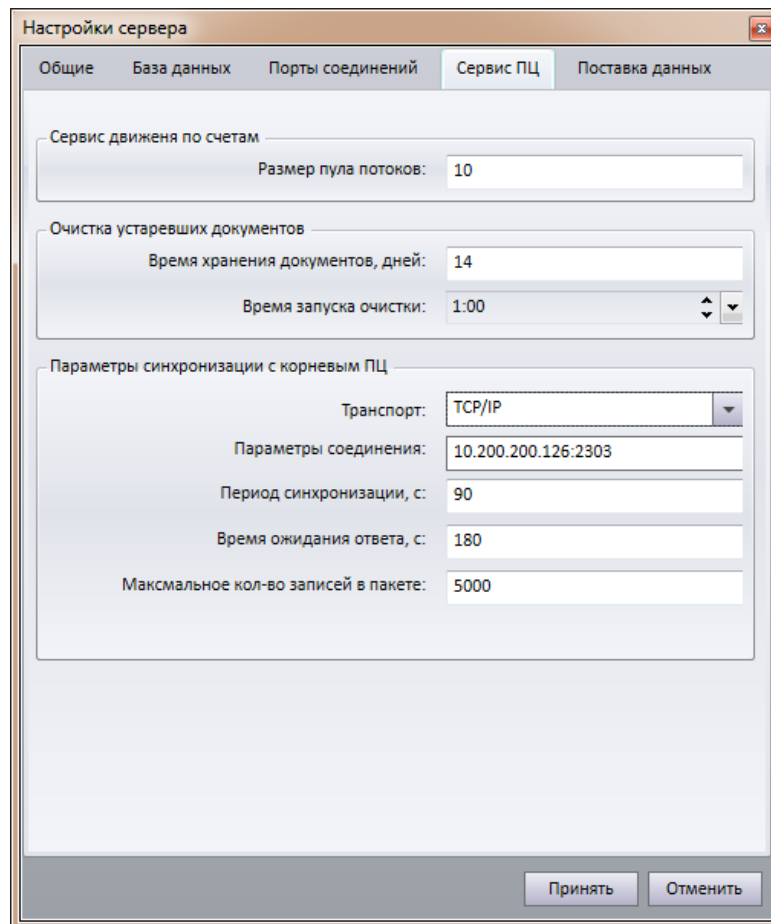 Настройки сервера
Общие База данных Порты соединений Сервис ПЦ Поставка данных
Сервис движеня по счетам
Размер пула потоков: 10
Очистка устаревших документов
Время хранения документов, дней: 14
Время запуска очистки: 1:00
Параметры синхронизации с корневым ПЦ
Транспорт: TCP/IP
Параметры соединения: 10.200.200.126:2303
Период синхронизации, с: 90
Время ожидания ответа, с: 180
Максмальное кол-во записей в пакете: 5000
Принять Отменить